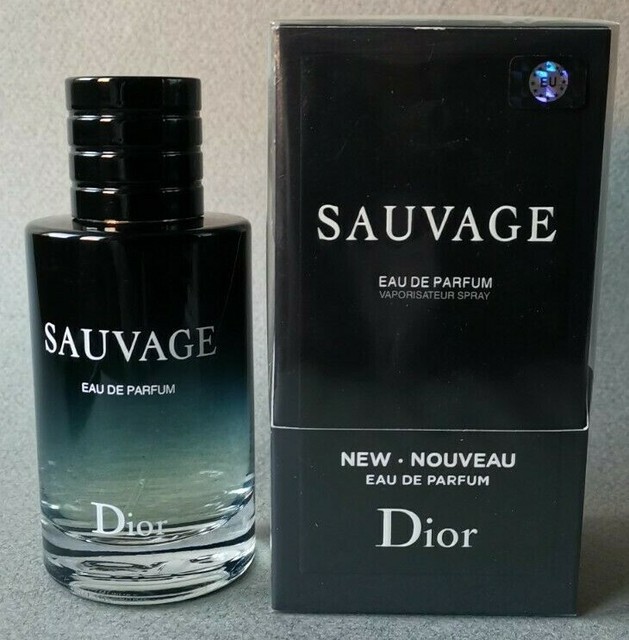 SAUVAGE
EAU DE PARFUM
Dior
EU
SAUVAGE
EAU DE PARFUM
VAPORISATEUR SPRAY
NEW · NOUVEAU
EAU DE PARFUM
Dior